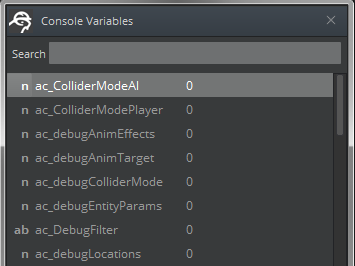 Console Variables
Search
n ac_ColliderModeAI 0
n ac_ColliderModePlayer 0
n ac_debugAnimEffects 0
n ac_debugAnimTarget 0
n ac_debugColliderMode 0
n ac_debugEntityParams 0
ab ac_DebugFilter 0
n ac_debugLocations 0